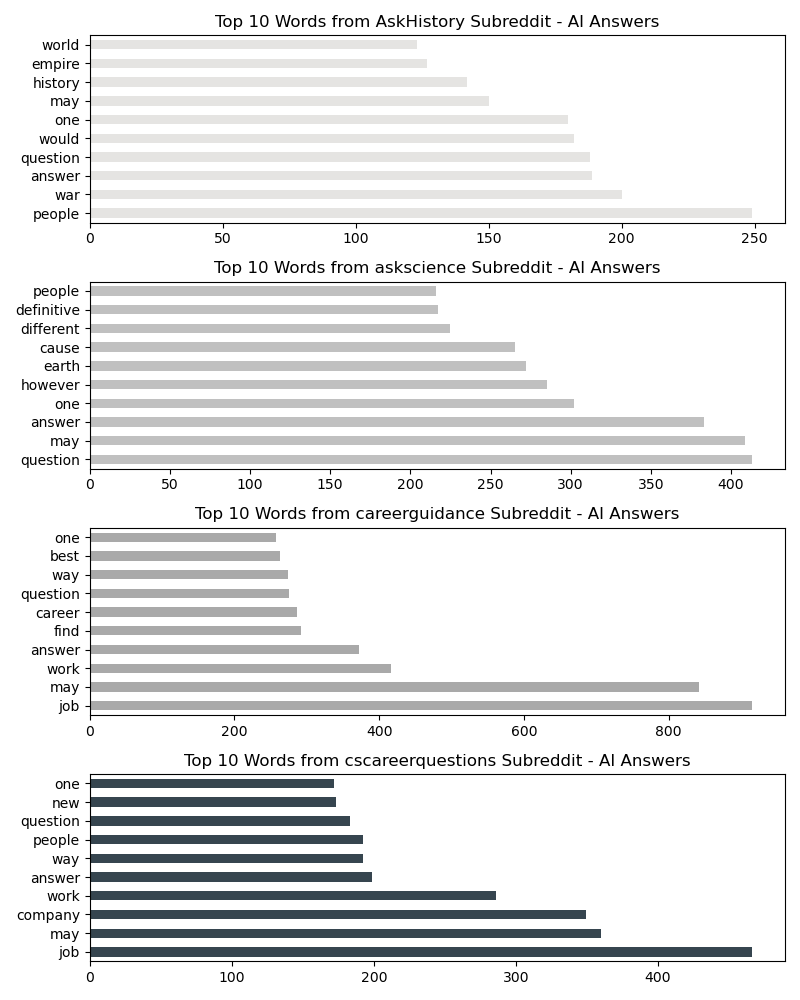 Top 10 Words from AskHistory Subreddit - AI Answers
world
empire
history
may
one
would
question
answer
war
people
0 50 100 150 200 250
Top 10 Words from askscience Subreddit - AI Answers
people
definitive
different
cause
earth
however
one
answer
may
question
0 50 100 150 200 250 300 350 400
Top 10 Words from careerguidance Subreddit - AI Answers
one
best
way
question
career
find
answer
work
may
job
0 200 400 600 800
Top 10 Words from cscareerquestions Subreddit - AI Answers
one
new
question
people
way
answer
work
company
may
job
0 100 200 300 400